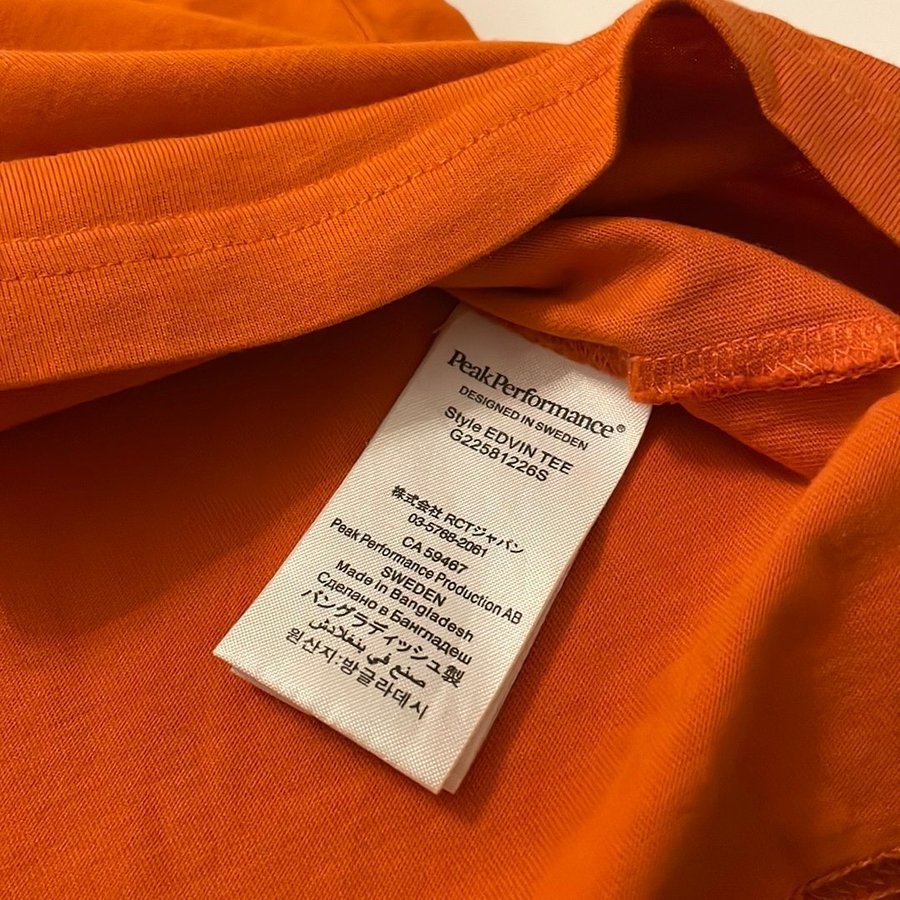 PeakPerformance®
DESIGNED IN SWEDEN
Style EDVIN TEE
G22581226S
株式会社 RCTジャパン
03-5768-2061
CA 59467
Peak Performance Production AB
SWEDEN
Made in Bangladesh
Сделано в Бангладеш
バングラディッシュ製
صنع في بنغلادش
원산지:방글라데시